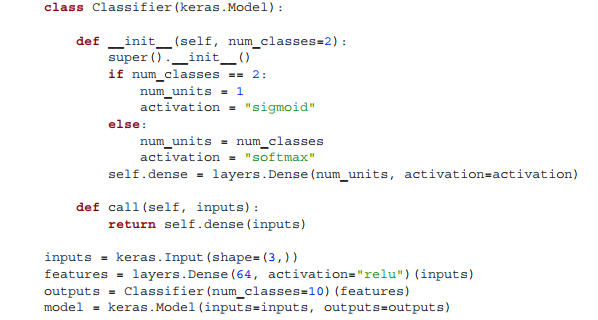 class Classifier(keras.Model):
def __init__(self, num_classes=2):
super().__init__()
if num_classes == 2:
num_units = 1
activation = "sigmoid"
else:
num_units = num_classes
activation = "softmax"
self.dense = layers.Dense(num_units, activation=activation)
def call(self, inputs):
return self.dense(inputs)
inputs = keras.Input(shape=(3,))
features = layers.Dense(64, activation="relu")(inputs)
outputs = Classifier(num_classes=10)(features)
model = keras.Model(inputs=inputs, outputs=outputs)